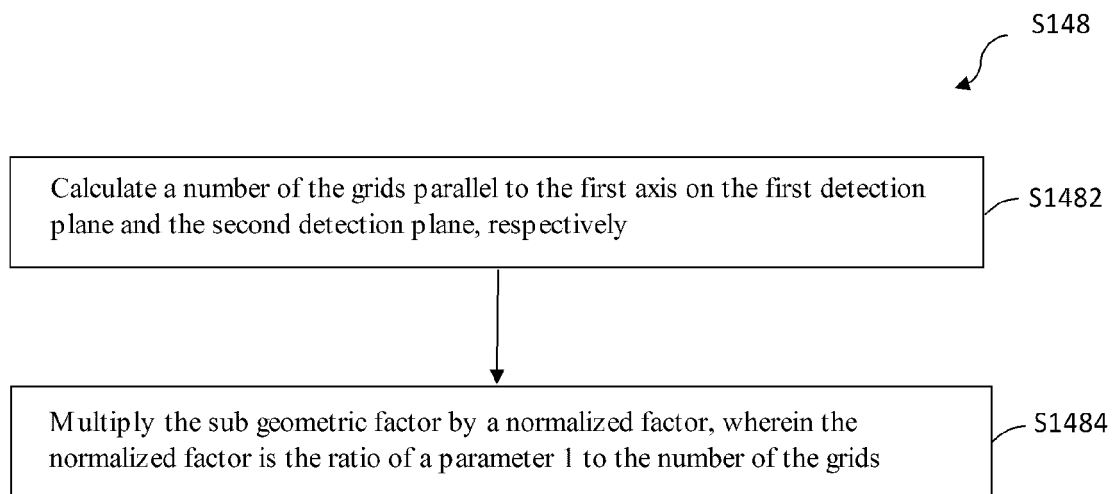 S148
Calculate a number of the grids parallel to the first axis on the first detection
plane and the second detection plane, respectively
S1482
Multiply the sub geometric factor by a normalized factor, wherein the
normalized factor is the ratio of a parameter 1 to the number of the grids
S1484